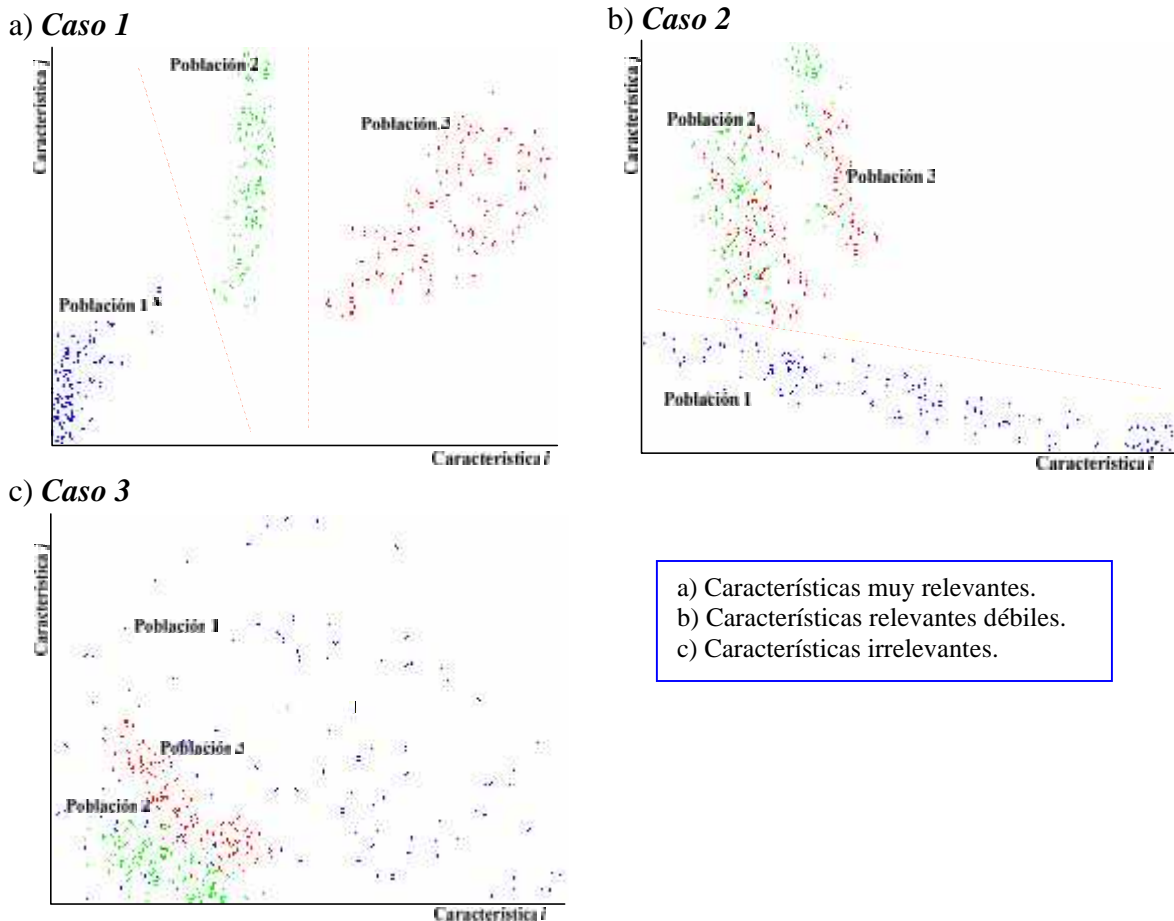 a) Caso 1
Característica j
Población 2
Población 3
Población 1
Característica i
b) Caso 2
Característica j
Población 2
Población 3
Población 1
Característica i
c) Caso 3
Característica j
Población 1
Población 3
Población 2
Característica i
a) Características muy relevantes.
b) Características relevantes débiles.
c) Características irrelevantes.